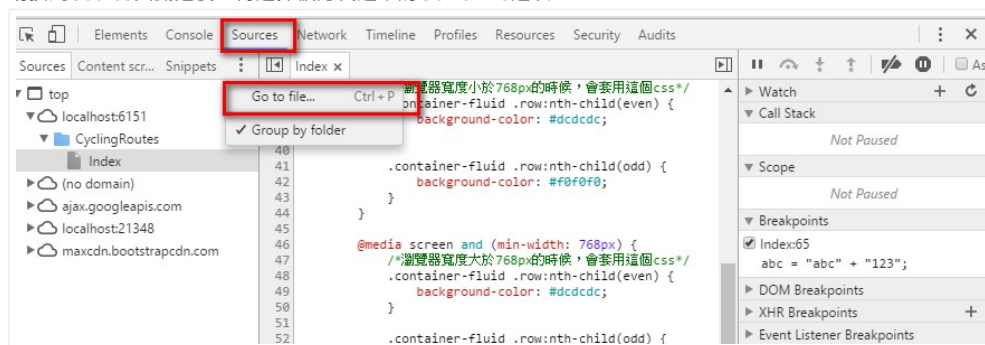 Elements Console Sources Network Timeline Profiles Resources Security Audits
Sources Content scr... Snippets
Index ×
top
localhost:6151
CyclingRoutes
Index
(no domain)
ajax.googleapis.com
localhost:21348
maxcdn.bootstrapcdn.com
Go to file... Ctrl + P
✓ Group by folder
覽器寬度小於768px的時候，會套用這個css*/
container-fluid .row:nth-child(even) {
background-color: #dcdcdc;
40
41 .container-fluid .row:nth-child(odd) {
42 background-color: #f0f0f0;
43 }
44 }
45
46 @media screen and (min-width: 768px) {
47 /*瀏覽器寬度大於768px的時候，會套用這個css*/
48 .container-fluid .row:nth-child(even) {
49 background-color: #dcdcdc;
50 }
51
52 .container-fluid .row:nth-child(odd) {
As
Watch
Call Stack
Not Paused
Scope
Not Paused
Breakpoints
Index:65
abc = "abc" + "123";
DOM Breakpoints
XHR Breakpoints
Event Listener Breakpoints